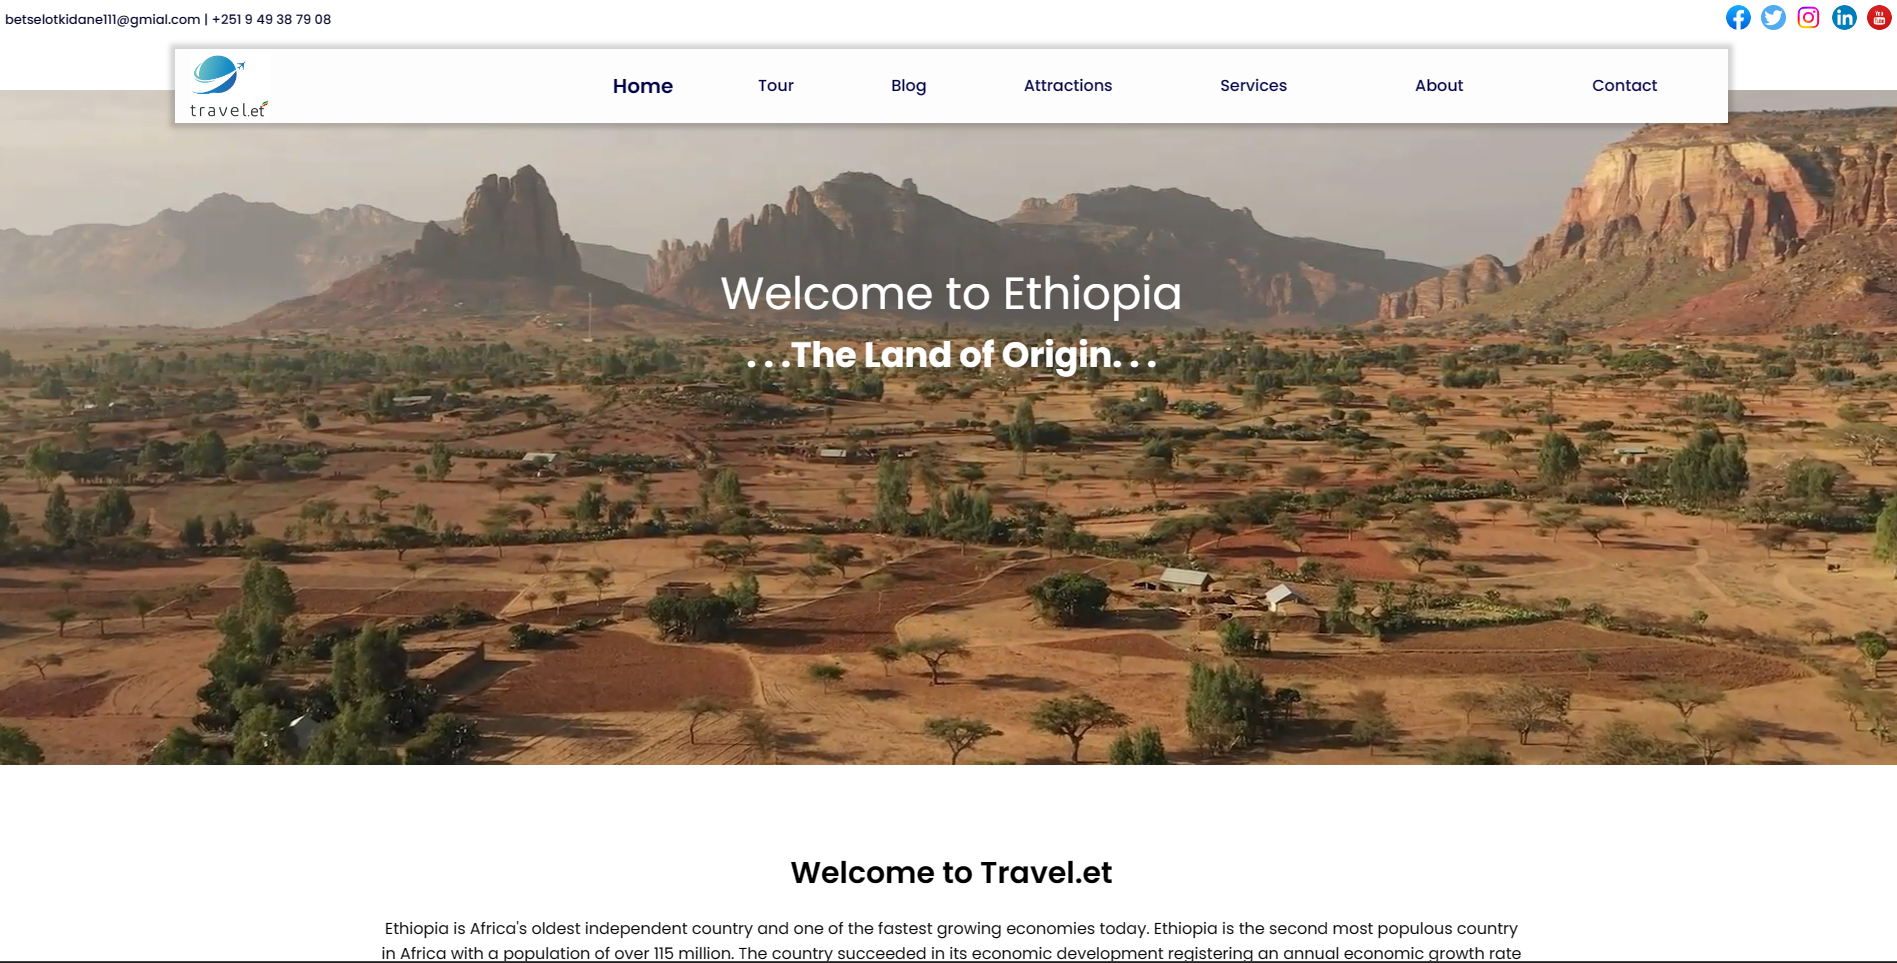 betselotkidane111@gmial.com | +251 9 49 38 79 08
travel.et
Home Tour Blog Attractions Services About Contact
Welcome to Ethiopia
. . .The Land of Origin. . .
Welcome to Travel.et
Ethiopia is Africa's oldest independent country and one of the fastest growing economies today. Ethiopia is the second most populous country
in Africa with a population of over 115 million. The country succeeded in its economic development registering an annual economic growth rate